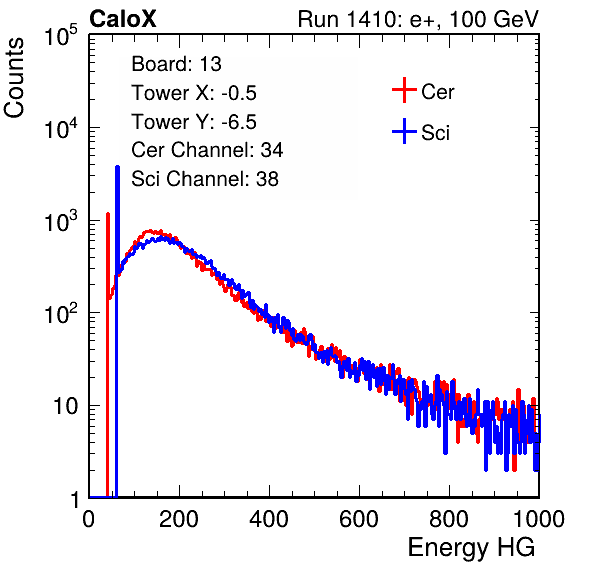 CaloX Run 1410: e+, 100 GeV
Counts
Board: 13
Tower X: -0.5
Tower Y: -6.5
Cer Channel: 34
Sci Channel: 38
Cer
Sci
10^5
10^4
10^3
10^2
10
1
0 200 400 600 800 1000
Energy HG